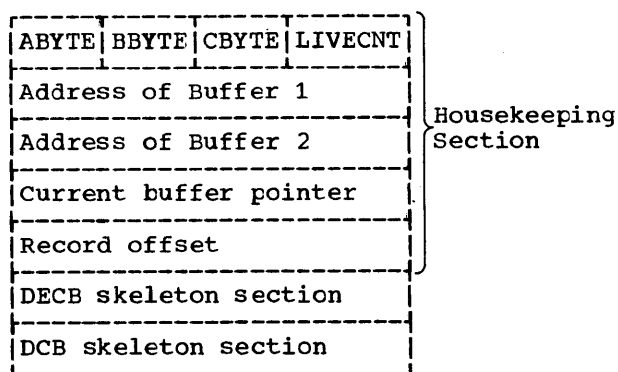 ABYTE BBYTE CBYTE LIVECNT
Address of Buffer 1
Address of Buffer 2
Housekeeping
Section
Current buffer pointer
Record offset
DECB skeleton section
DCB skeleton section